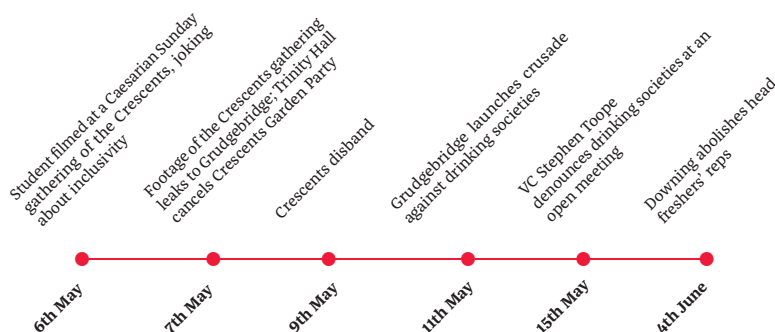 Student filmed at a Caesarian Sunday
gathering of the Crescents, joking
about inclusivity
Footage of the Crescents gathering
leaks to Grudgebridge; Trinity Hall
cancels Crescents Garden Party
Crescents disband
Grudgebridge launches crusade
against drinking societies
VC Stephen Toope
denounces drinking societies at an
open meeting
Downing abolishes head
freshers' reps
6th May
7th May
9th May
11th May
15th May
4th June